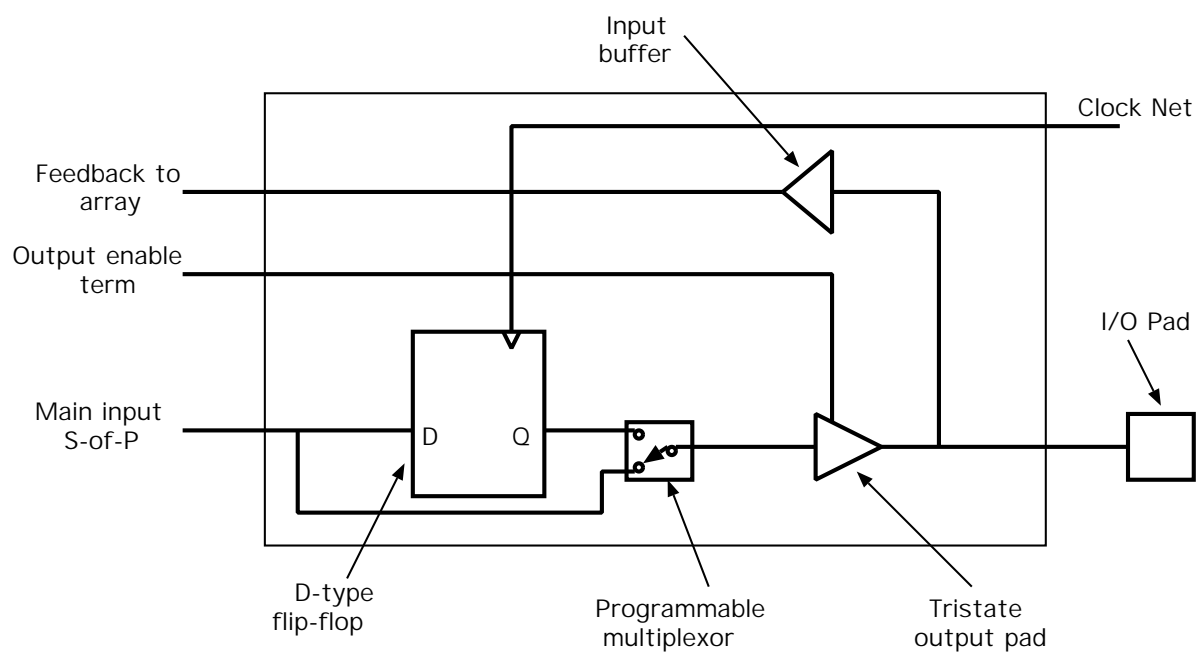 Input
buffer
Clock Net
Feedback to
array
Output enable
term
I/O Pad
Main input
S-of-P
D
Q
D-type
flip-flop
Programmable
multiplexor
Tristate
output pad